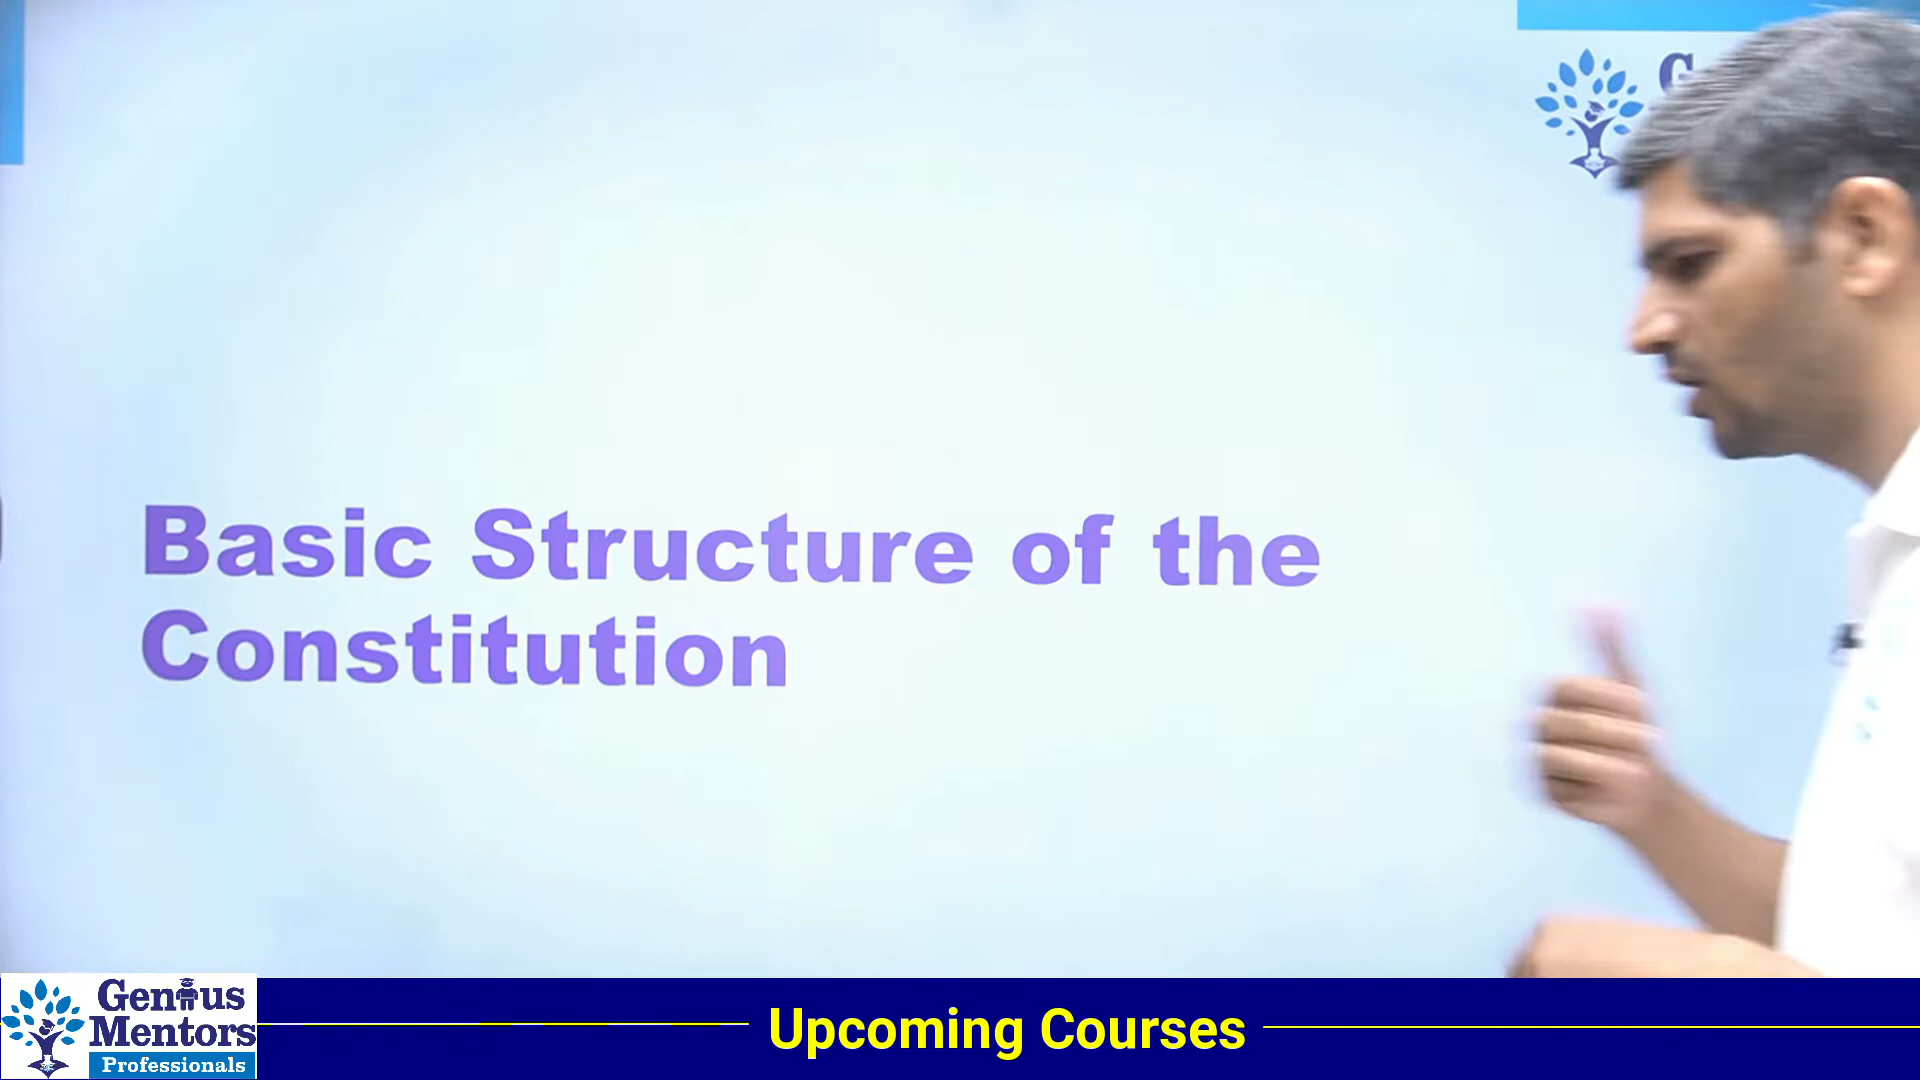 Basic Structure of the
Constitution
Genius
Mentors
Professionals
Upcoming Courses